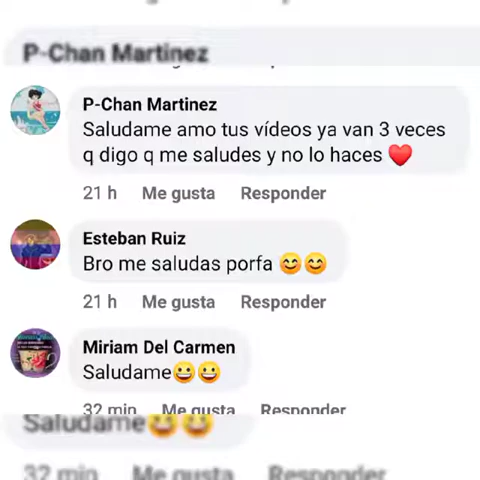 P-Chan Martinez
P-Chan Martinez
Saludame amo tus vídeos ya van 3 veces
q digo q me saludes y no lo haces ❤️
21 h Me gusta Responder
Esteban Ruiz
Bro me saludas porfa 😊😊
21 h Me gusta Responder
Miriam Del Carmen
Saludame😀😀
32 min Me gusta Responder
Saludame😀😀
32 min Me gusta Responder